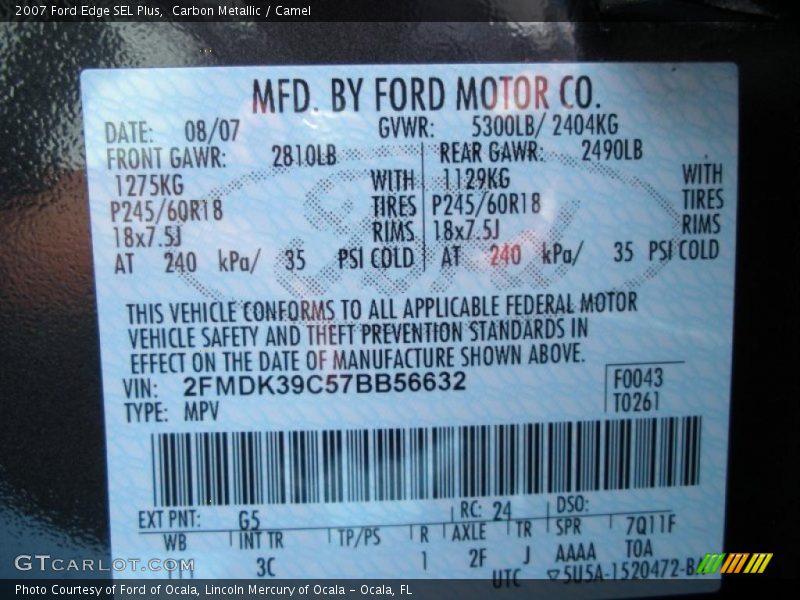 2007 Ford Edge SEL Plus, Carbon Metallic / Camel
MFD. BY FORD MOTOR CO.
DATE: 08/07 GVWR: 5300LB/ 2404KG
FRONT GAWR: 2810LB REAR GAWR: 2490LB
1275KG WITH 1129KG WITH
P245/60R18 TIRES P245/60R18 TIRES
18x7.5J RIMS 18x7.5J RIMS
AT 240 kPa/ 35 PSI COLD AT 240 kPa/ 35 PSI COLD
THIS VEHICLE CONFORMS TO ALL APPLICABLE FEDERAL MOTOR
VEHICLE SAFETY AND THEFT PREVENTION STANDARDS IN
EFFECT ON THE DATE OF MANUFACTURE SHOWN ABOVE.
VIN: 2FMDK39C57BB56632 F0043
TYPE: MPV T0261
EXT PNT: G5 RC: 24 DSO:
WB INT TR TP/PS R AXLE TR SPR 7Q11F
3C 1 2F J AAAA TOA
UTC ▽5U5A-1520472-B
GTCarLot.com
Photo Courtesy of Ford of Ocala, Lincoln Mercury of Ocala – Ocala, FL